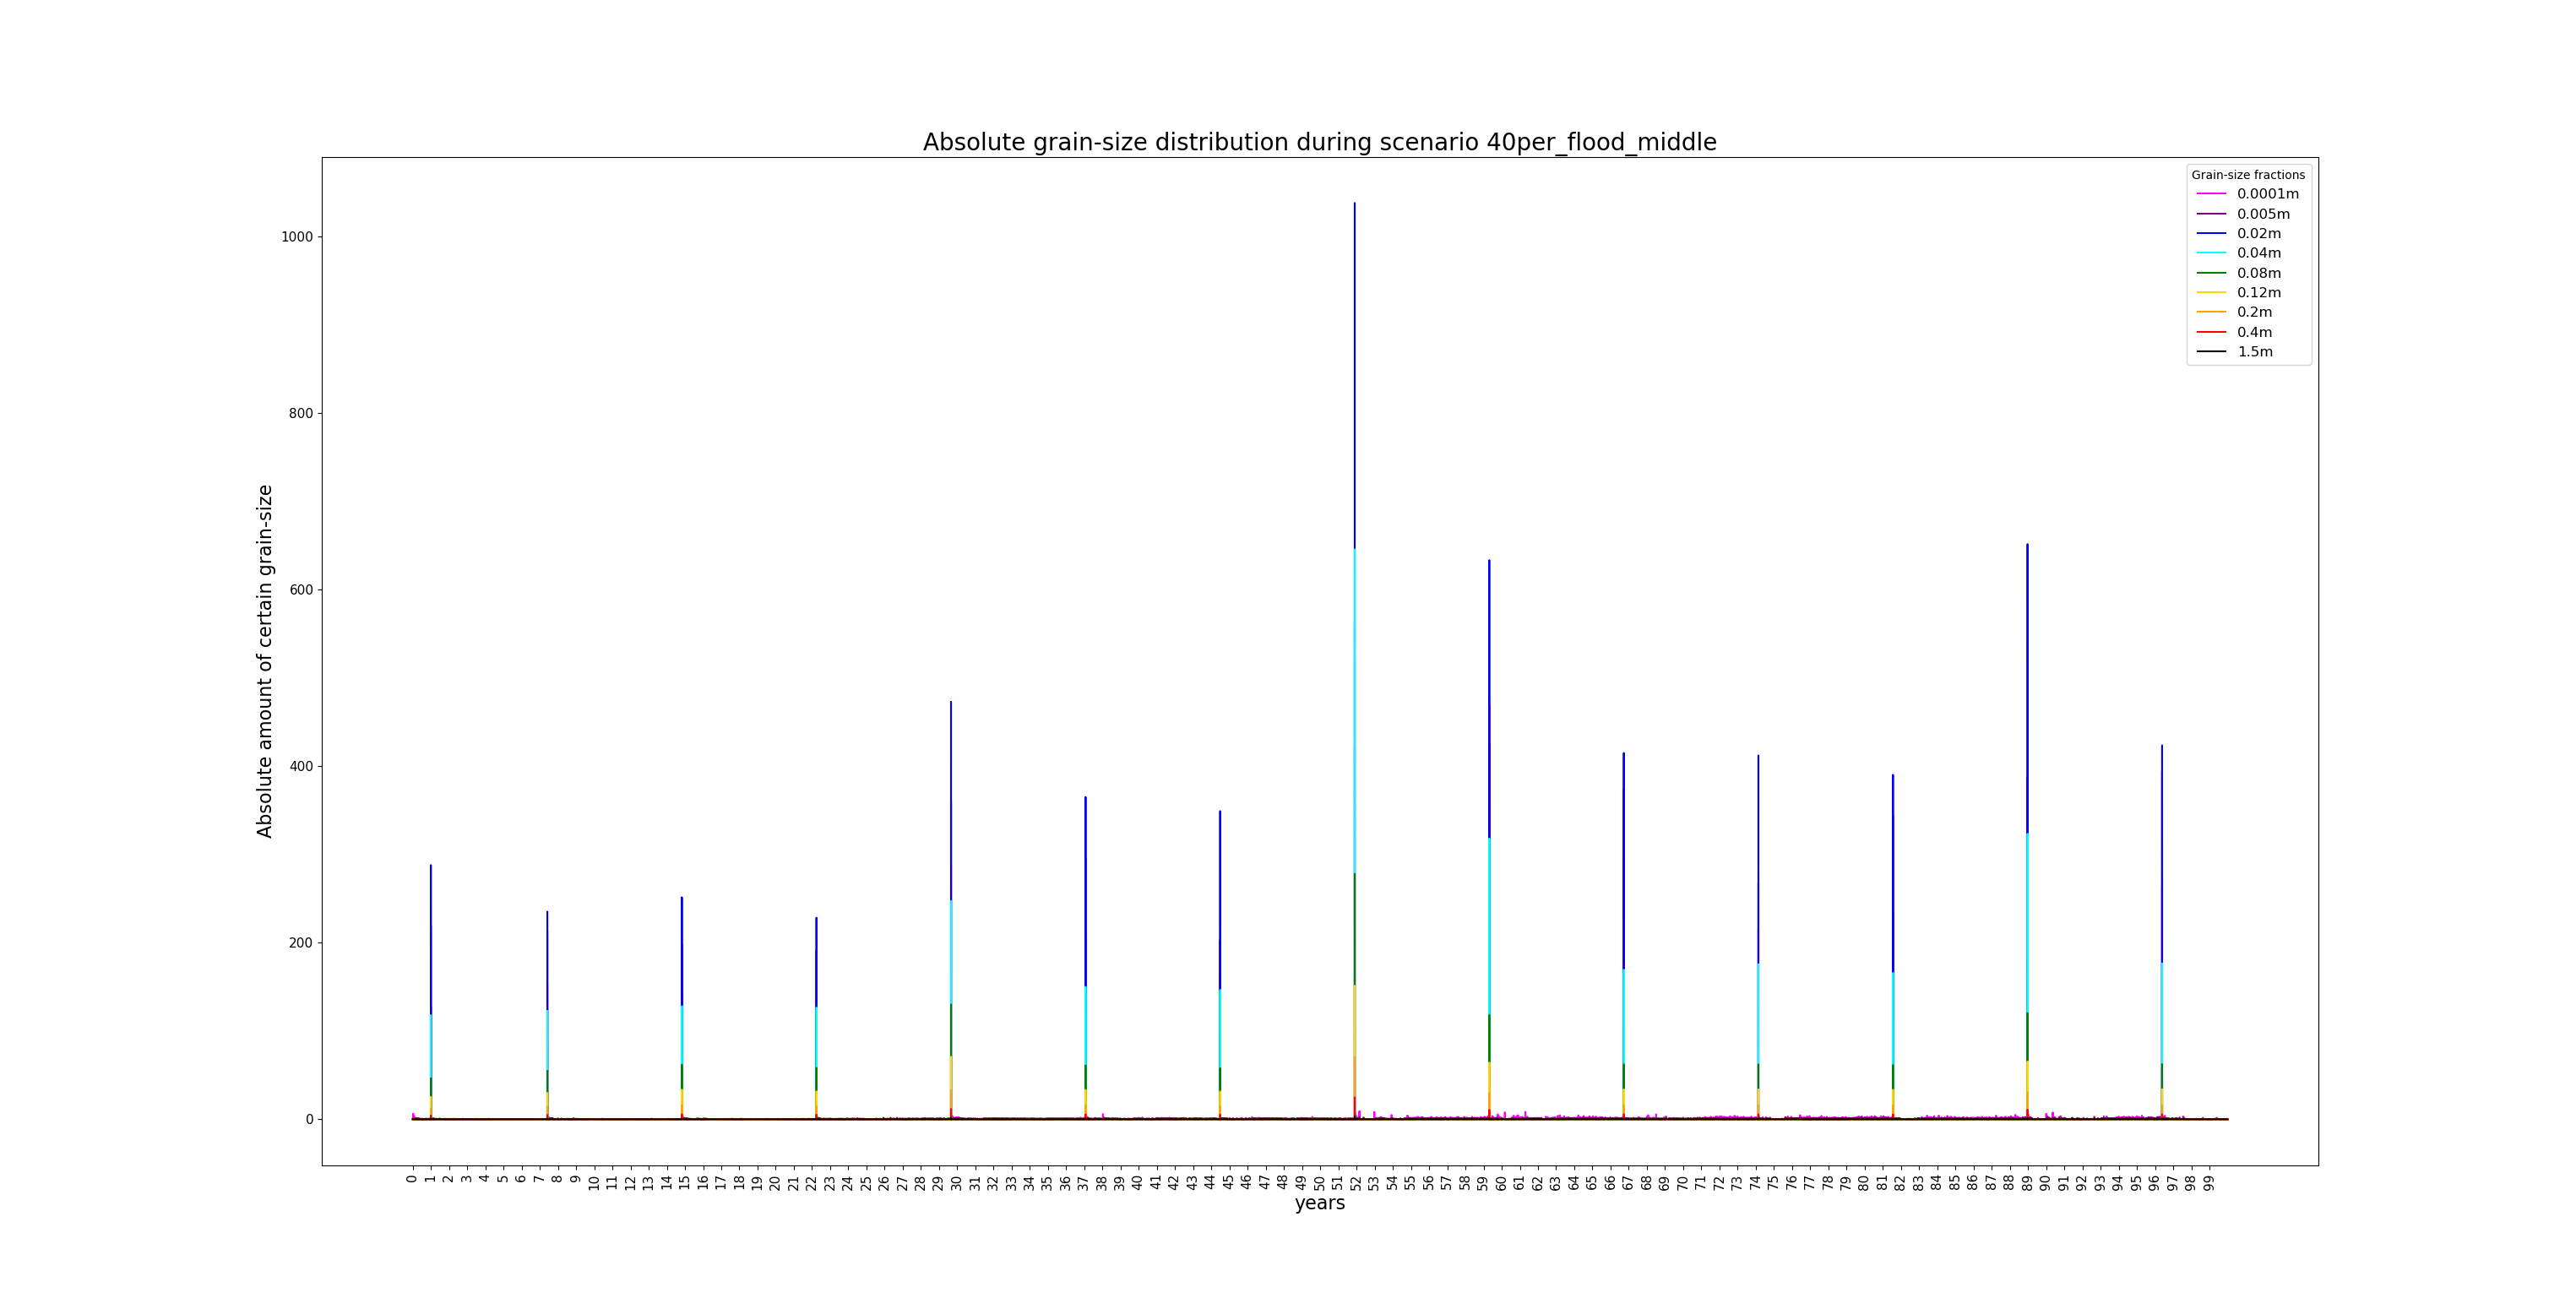 Absolute grain-size distribution during scenario 40per_flood_middle
Grain-size fractions
0.0001m
0.005m
0.02m
0.04m
0.08m
0.12m
0.2m
0.4m
1.5m
Absolute amount of certain grain-size
1000
800
600
400
200
0
0 1 2 3 4 5 6 7 8 9 10 11 12 13 14 15 16 17 18 19 20 21 22 23 24 25 26 27 28 29 30 31 32 33 34 35 36 37 38 39 40 41 42 43 44 45 46 47 48 49 50 51 52 53 54 55 56 57 58 59 60 61 62 63 64 65 66 67 68 69 70 71 72 73 74 75 76 77 78 79 80 81 82 83 84 85 86 87 88 89 90 91 92 93 94 95 96 97 98 99
years